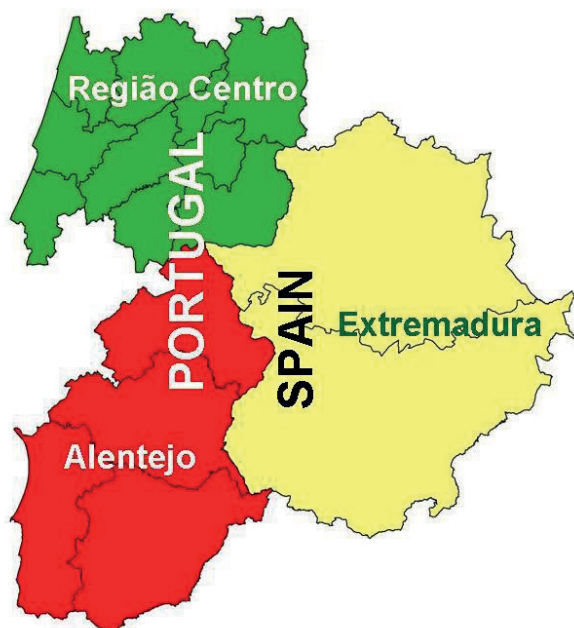 Região Centro
PORTUGAL
SPAIN
Extremadura
Alentejo